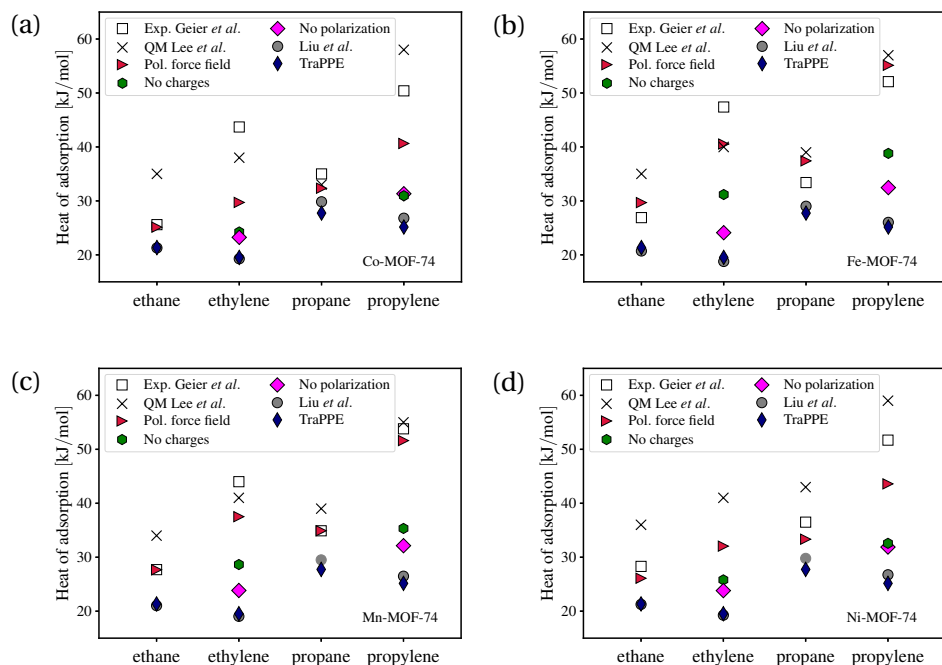 (a)
Heat of adsorption [kJ/mol]
60
50
40
30
20
Exp. Geier et al.
QM Lee et al.
Pol. force field
No charges
No polarization
Liu et al.
TraPPE
Co-MOF-74
ethane ethylene propane propylene
(b)
Heat of adsorption [kJ/mol]
60
50
40
30
20
Exp. Geier et al.
QM Lee et al.
Pol. force field
No charges
No polarization
Liu et al.
TraPPE
Fe-MOF-74
ethane ethylene propane propylene
(c)
Heat of adsorption [kJ/mol]
60
50
40
30
20
Exp. Geier et al.
QM Lee et al.
Pol. force field
No charges
No polarization
Liu et al.
TraPPE
Mn-MOF-74
ethane ethylene propane propylene
(d)
Heat of adsorption [kJ/mol]
60
50
40
30
20
Exp. Geier et al.
QM Lee et al.
Pol. force field
No charges
No polarization
Liu et al.
TraPPE
Ni-MOF-74
ethane ethylene propane propylene